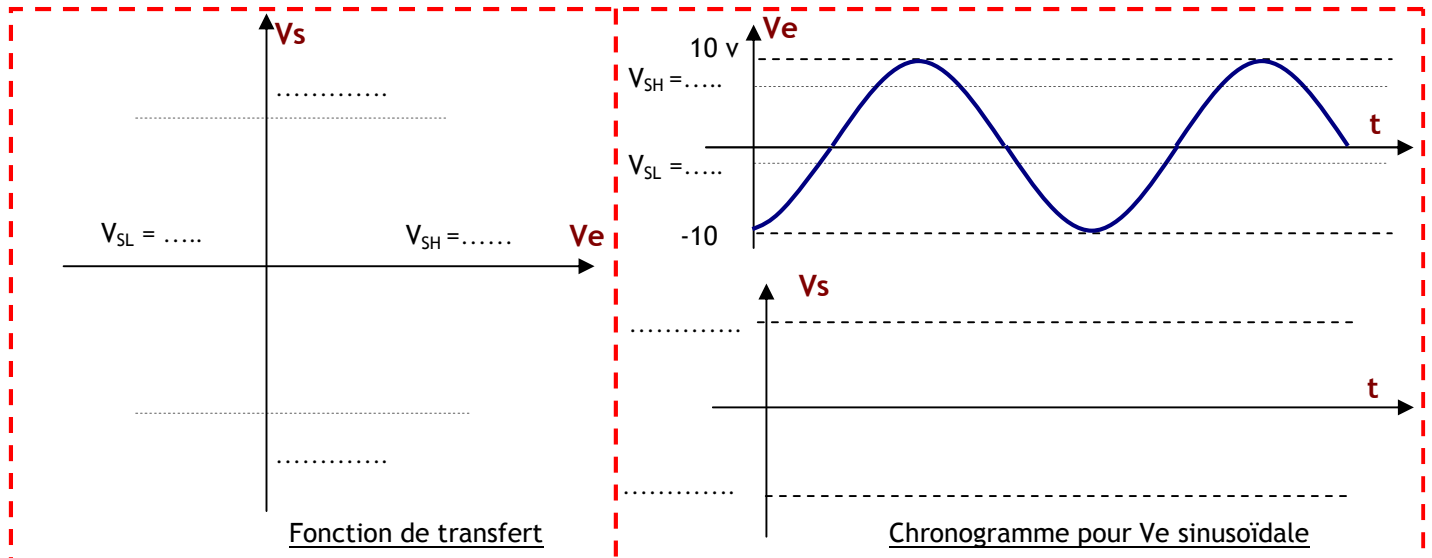 Vs
………….
V_SL = …..
V_SH =……
Ve
………….
Fonction de transfert
Ve
10 v
V_SH =…..
t
V_SL =…..
-10
Vs
………….
t
………….
Chronogramme pour Ve sinusoïdale